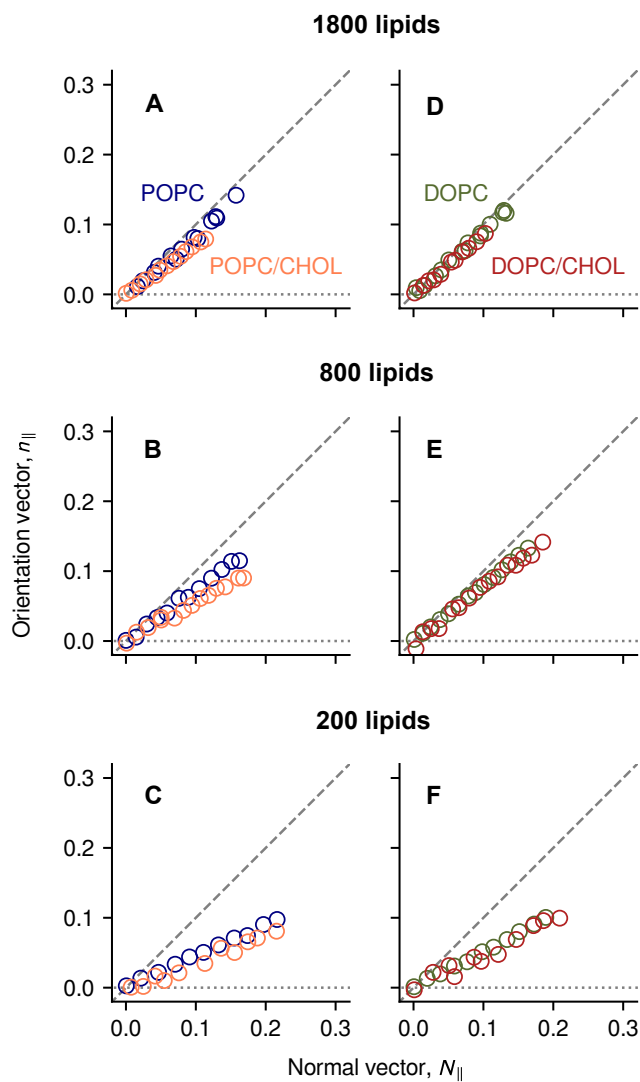 1800 lipids
A
D
0.3
0.2
0.1
0.0
POPC
POPC/CHOL
DOPC
DOPC/CHOL
800 lipids
B
E
0.3
0.2
0.1
0.0
Orientation vector, n||
200 lipids
C
F
0.3
0.2
0.1
0.0
0.0 0.1 0.2 0.3
0.0 0.1 0.2 0.3
Normal vector, N||